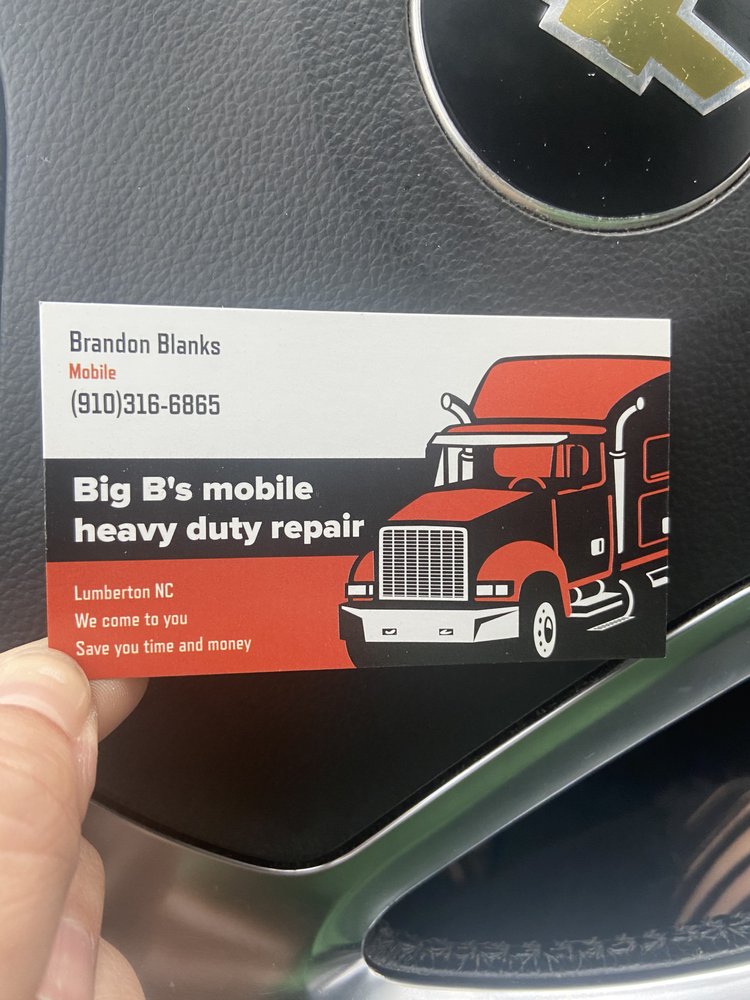 Brandon Blanks
Mobile
(910)316-6865
Big B's mobile
heavy duty repair
Lumberton NC
We come to you
Save you time and money